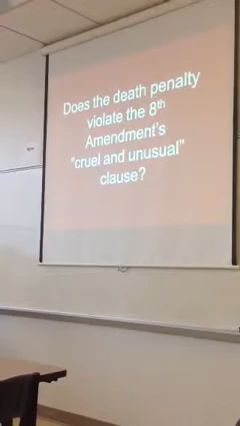 Does the death penalty
violate the 8th
Amendment's
"cruel and unusual"
clause?